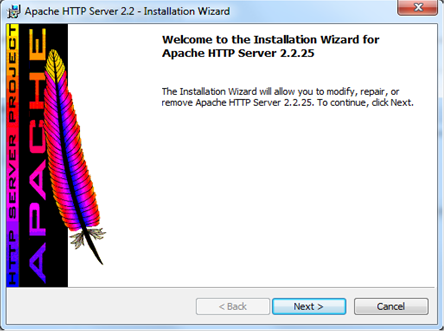 Apache HTTP Server 2.2 - Installation Wizard
HTTP SERVER PROJECT
APACHE
Welcome to the Installation Wizard for
Apache HTTP Server 2.2.25
The Installation Wizard will allow you to modify, repair, or
remove Apache HTTP Server 2.2.25. To continue, click Next.
< Back
Next >
Cancel